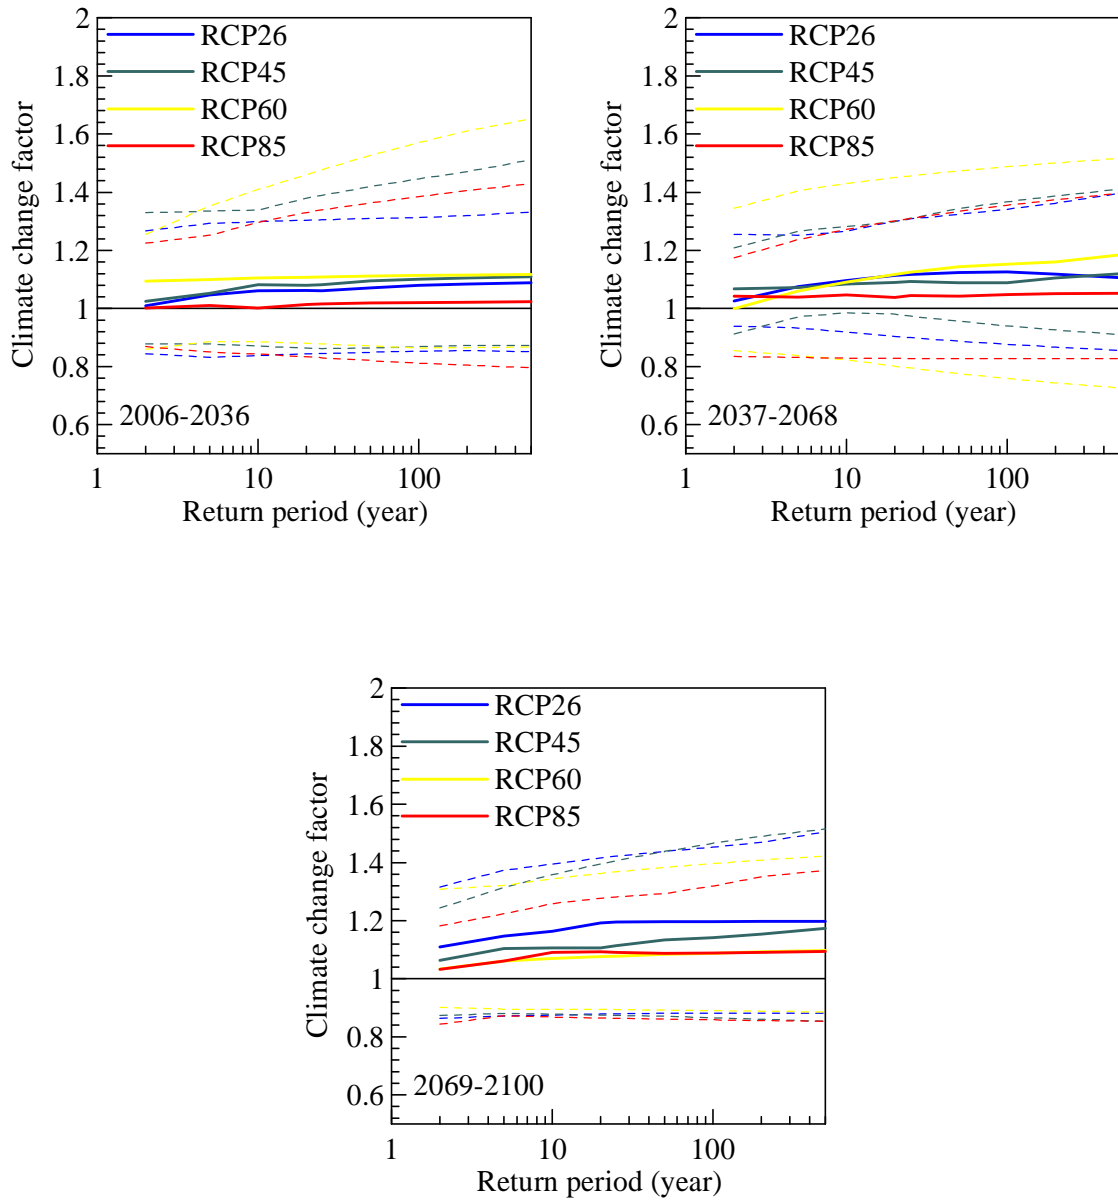 2
1.8
1.6
1.4
1.2
1
0.8
0.6
Climate change factor
RCP26
RCP45
RCP60
RCP85
2006-2036
1 10 100
Return period (year)
2
1.8
1.6
1.4
1.2
1
0.8
0.6
Climate change factor
RCP26
RCP45
RCP60
RCP85
2037-2068
1 10 100
Return period (year)
2
1.8
1.6
1.4
1.2
1
0.8
0.6
Climate change factor
RCP26
RCP45
RCP60
RCP85
2069-2100
1 10 100
Return period (year)